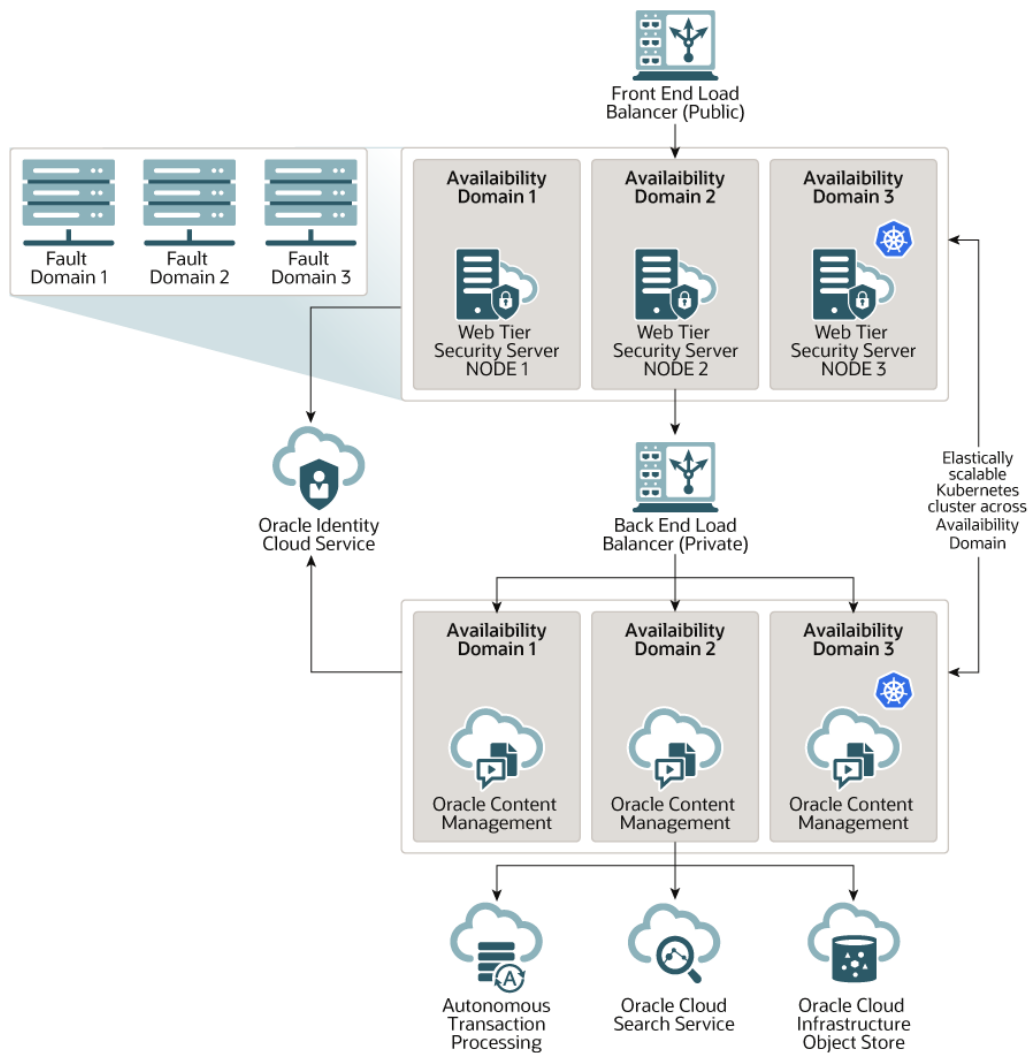 Front End Load
Balancer (Public)
Fault
Domain 1
Fault
Domain 2
Fault
Domain 3
Availaibility
Domain 1
Availaibility
Domain 2
Availaibility
Domain 3
Web Tier
Security Server
NODE 1
Web Tier
Security Server
NODE 2
Web Tier
Security Server
NODE 3
Oracle Identity
Cloud Service
Back End Load
Balancer (Private)
Elastically
scalable
Kubernetes
cluster across
Availaibility
Domain
Availaibility
Domain 1
Availaibility
Domain 2
Availaibility
Domain 3
Oracle Content
Management
Oracle Content
Management
Oracle Content
Management
A
Autonomous
Transaction
Processing
Oracle Cloud
Search Service
Oracle Cloud
Infrastructure
Object Store